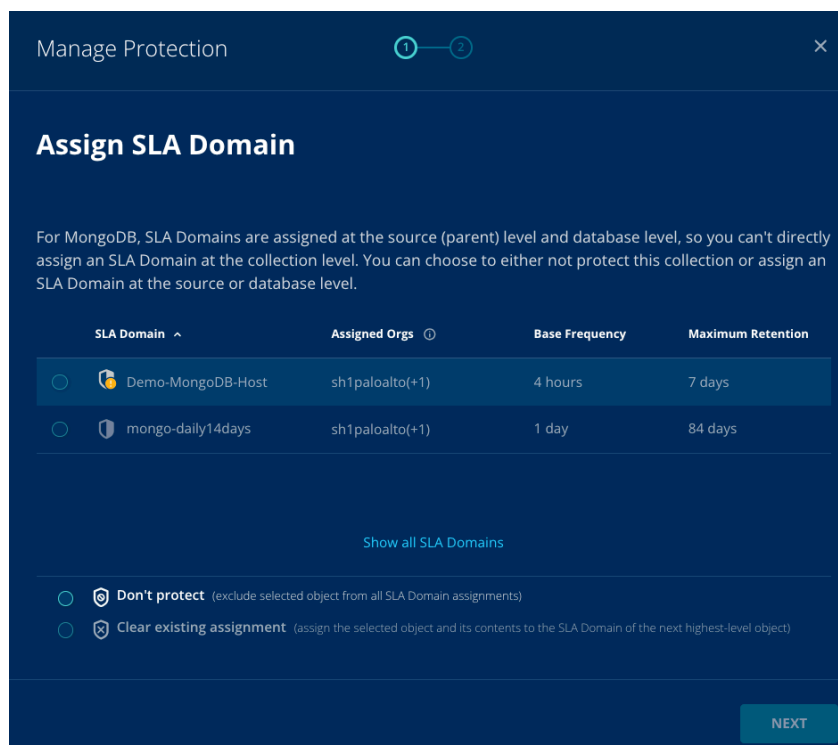 Manage Protection
1
2
Assign SLA Domain
For MongoDB, SLA Domains are assigned at the source (parent) level and database level, so you can't directly
assign an SLA Domain at the collection level. You can choose to either not protect this collection or assign an
SLA Domain at the source or database level.
SLA Domain Assigned Orgs Base Frequency Maximum Retention
Demo-MongoDB-Host sh1paloalto(+1) 4 hours 7 days
mongo-daily14days sh1paloalto(+1) 1 day 84 days
Show all SLA Domains
Don't protect (exclude selected object from all SLA Domain assignments)
Clear existing assignment (assign the selected object and its contents to the SLA Domain of the next highest-level object)
NEXT